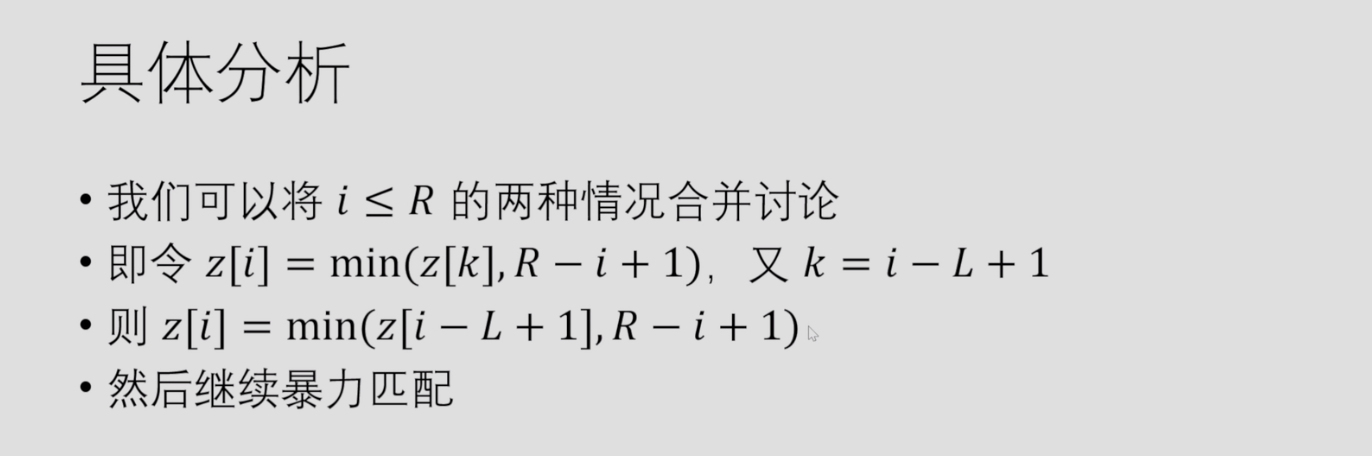 具体分析
• 我们可以将 i ≤ R 的两种情况合并讨论
• 即令 z[i] = min(z[k], R − i + 1)，又 k = i − L + 1
• 则 z[i] = min(z[i − L + 1], R − i + 1)
• 然后继续暴力匹配